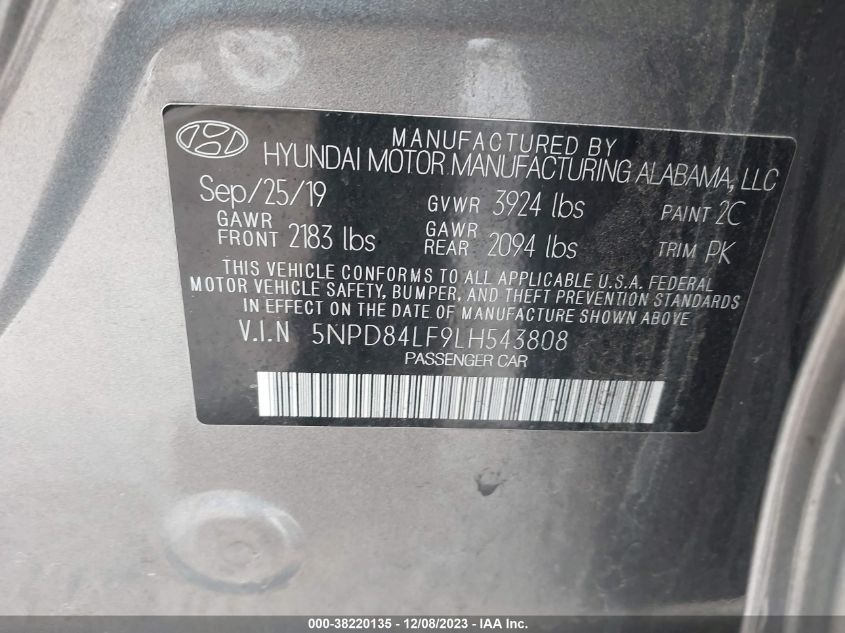 MANUFACTURED BY
HYUNDAI MOTOR MANUFACTURING ALABAMA, LLC
Sep/25/19 GVWR 3924 lbs PAINT 2C
GAWR FRONT 2183 lbs GAWR REAR 2094 lbs TRIM PK
THIS VEHICLE CONFORMS TO ALL APPLICABLE U.S.A. FEDERAL
MOTOR VEHICLE SAFETY, BUMPER, AND THEFT PREVENTION STANDARDS
IN EFFECT ON THE DATE OF MANUFACTURE SHOWN ABOVE
V.I.N 5NPD84LF9LH543808
PASSENGER CAR
000-38220135 - 12/08/2023 - IAA Inc.